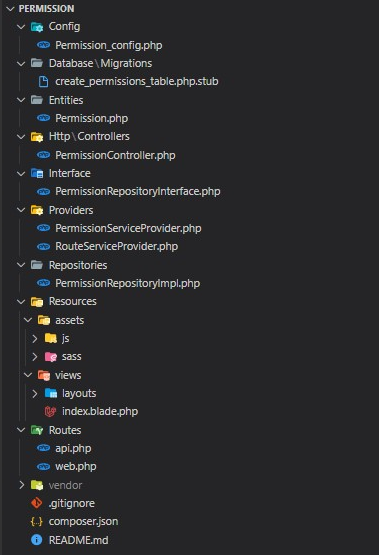 PERMISSION
Config
Permission_config.php
Database\Migrations
create_permissions_table.php.stub
Entities
Permission.php
Http\Controllers
PermissionController.php
Interface
PermissionRepositoryInterface.php
Providers
PermissionServiceProvider.php
RouteServiceProvider.php
Repositories
PermissionRepositoryImpl.php
Resources
assets
js
sass
views
layouts
index.blade.php
Routes
api.php
web.php
vendor
.gitignore
composer.json
README.md